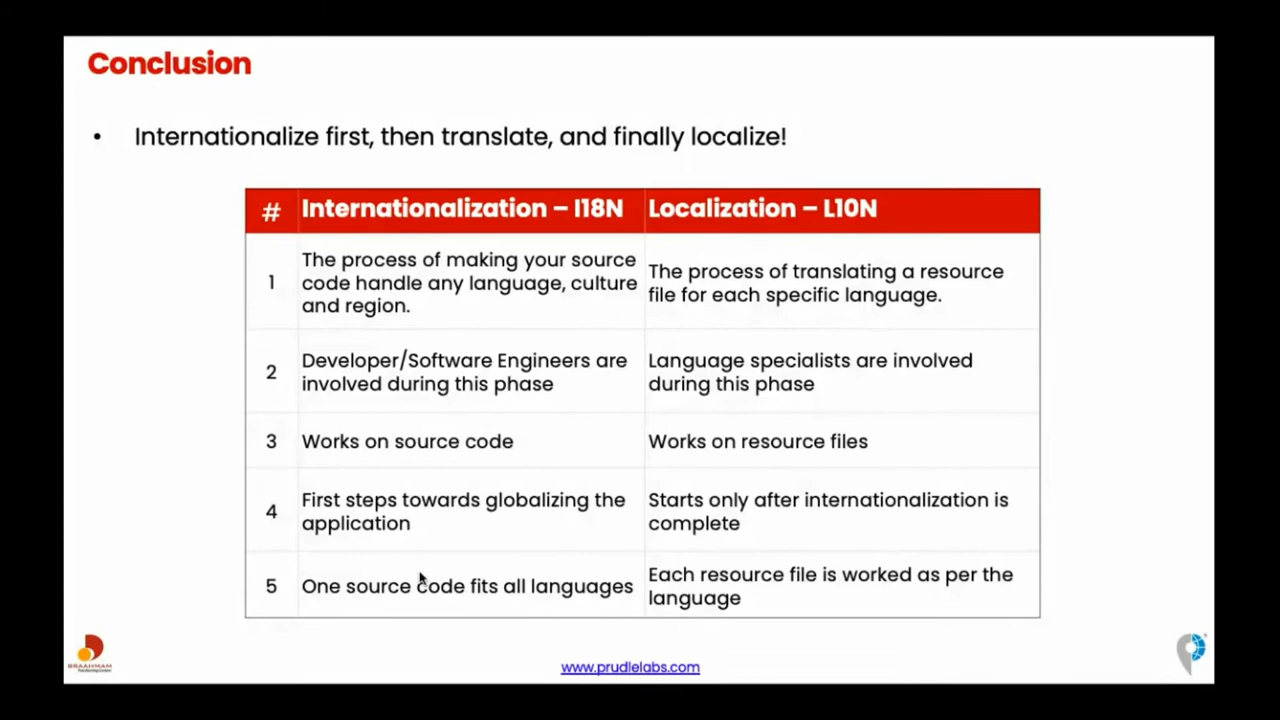 Conclusion
• Internationalize first, then translate, and finally localize!
# Internationalization – I18N Localization – L10N
1
The process of making your source
code handle any language, culture
and region.
The process of translating a resource
file for each specific language.
2
Developer/Software Engineers are
involved during this phase
Language specialists are involved
during this phase
3
Works on source code
Works on resource files
4
First steps towards globalizing the
application
Starts only after internationalization is
complete
5
One source code fits all languages
Each resource file is worked as per the
language
BRAAHMAM
www.prudlelabs.com